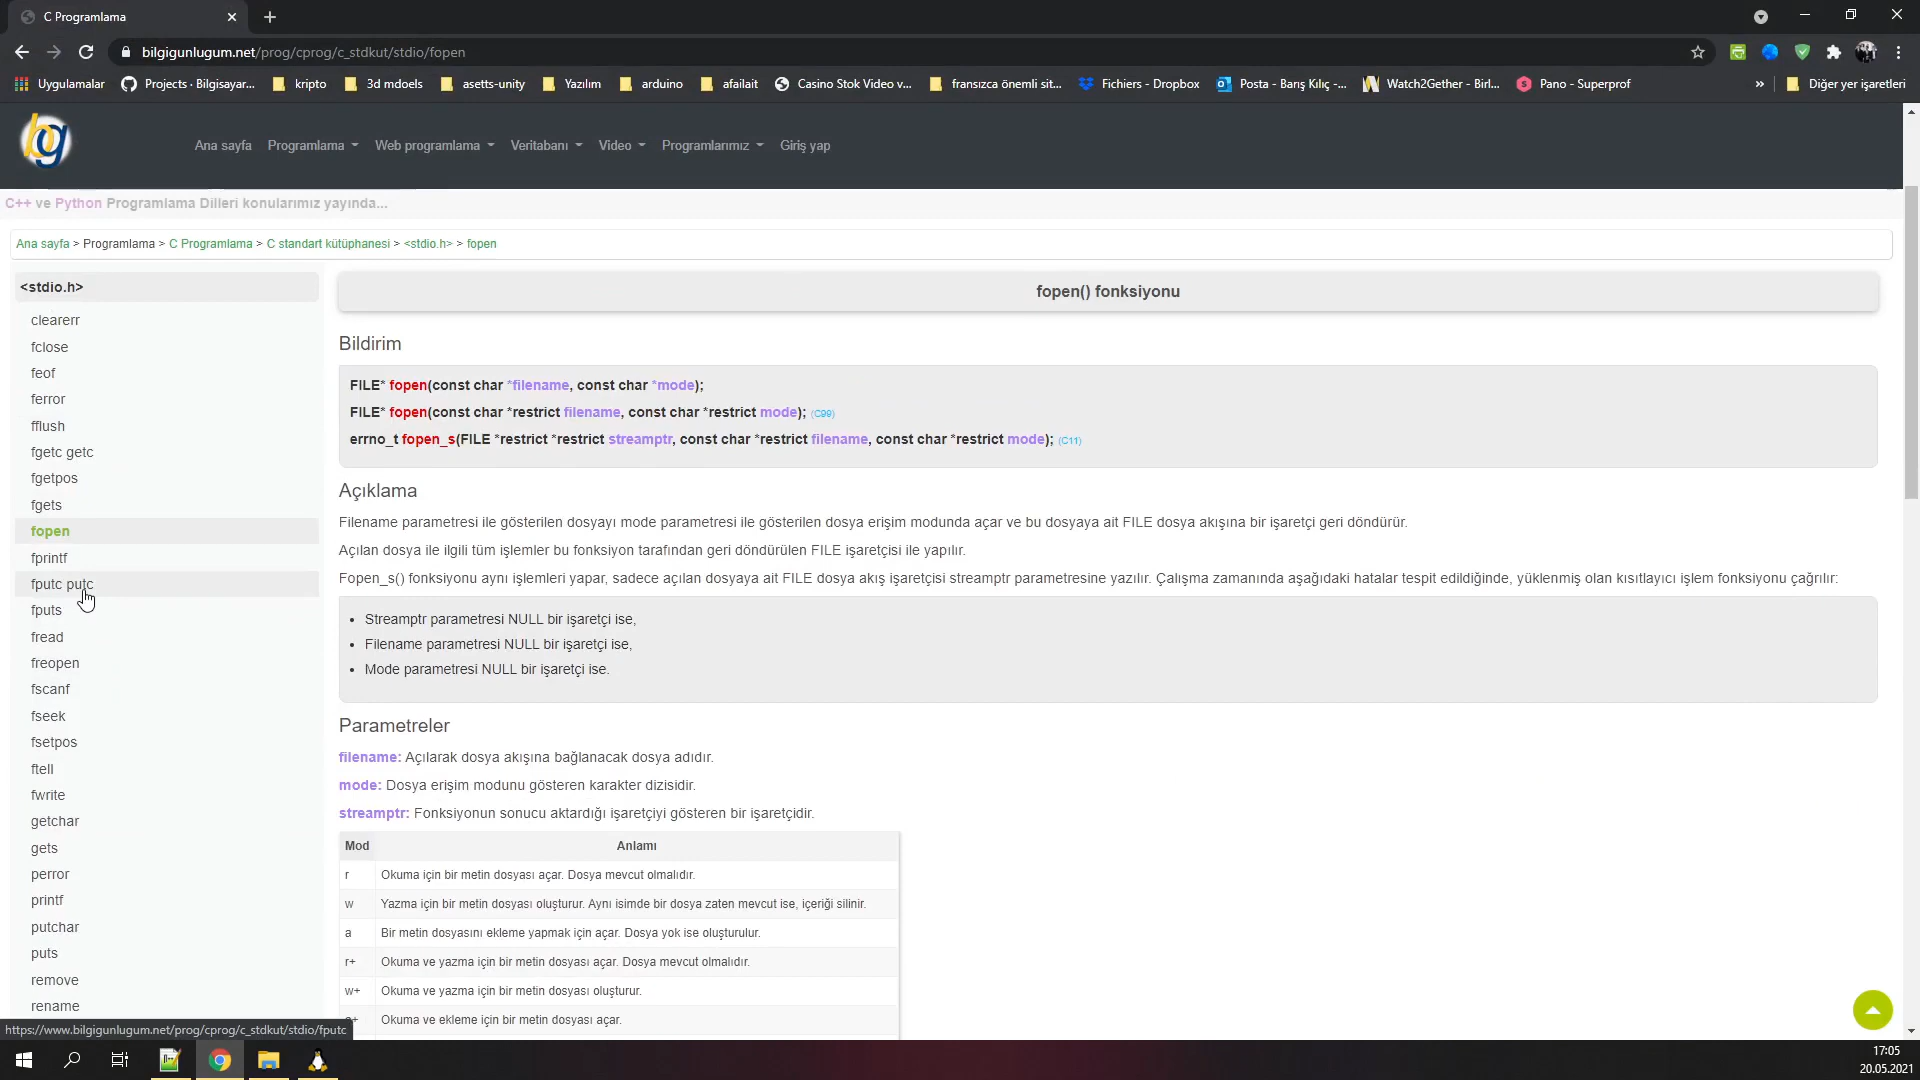 C Programlama
bilgigunlugum.net/prog/cprog/c_stdkut/stdio/fopen
Uygulamalar
Projects · Bilgisayar...
kripto
3d mdoels
asetts-unity
Yazılım
arduino
afailait
Casino Stok Video v...
fransızca önemli sit...
Fichiers - Dropbox
Posta - Barış Kılıç -...
Watch2Gether - Birl...
Pano - Superprof
»
Diğer yer işaretleri
bg
Ana sayfa
Programlama
Web programlama
Veritabanı
Video
Programlarımız
Giriş yap
C++ ve Python Programlama Dilleri konularımız yayında...
Ana sayfa > Programlama > C Programlama > C standart kütüphanesi > <stdio.h> > fopen
<stdio.h>
clearerr
fclose
feof
ferror
fflush
fgetc getc
fgetpos
fgets
fopen
fprintf
fputc putc
fputs
fread
freopen
fscanf
fseek
fsetpos
ftell
fwrite
getchar
gets
perror
printf
putchar
puts
remove
rename
fopen() fonksiyonu
Bildirim
FILE* fopen(const char *filename, const char *mode);
FILE* fopen(const char *restrict filename, const char *restrict mode); (C99)
errno_t fopen_s(FILE *restrict *restrict streamptr, const char *restrict filename, const char *restrict mode); (C11)
Açıklama
Filename parametresi ile gösterilen dosyayı mode parametresi ile gösterilen dosya erişim modunda açar ve bu dosyaya ait FILE dosya akışına bir işaretçi geri döndürür.
Açılan dosya ile ilgili tüm işlemler bu fonksiyon tarafından geri döndürülen FILE işaretçisi ile yapılır.
Fopen_s() fonksiyonu aynı işlemleri yapar, sadece açılan dosyaya ait FILE dosya akış işaretçisi streamptr parametresine yazılır. Çalışma zamanında aşağıdaki hatalar tespit edildiğinde, yüklenmiş olan kısıtlayıcı işlem fonksiyonu çağrılır:
• Streamptr parametresi NULL bir işaretçi ise,
• Filename parametresi NULL bir işaretçi ise,
• Mode parametresi NULL bir işaretçi ise.
Parametreler
filename: Açılarak dosya akışına bağlanacak dosya adıdır.
mode: Dosya erişim modunu gösteren karakter dizisidir.
streamptr: Fonksiyonun sonucu aktardığı işaretçiyi gösteren bir işaretçidir.
Mod Anlamı
r Okuma için bir metin dosyası açar. Dosya mevcut olmalıdır.
w Yazma için bir metin dosyası oluşturur. Aynı isimde bir dosya zaten mevcut ise, içeriği silinir.
a Bir metin dosyasını ekleme yapmak için açar. Dosya yok ise oluşturulur.
r+ Okuma ve yazma için bir metin dosyası açar. Dosya mevcut olmalıdır.
w+ Okuma ve yazma için bir metin dosyası oluşturur.
a+ Okuma ve ekleme için bir metin dosyası açar.
https://www.bilgigunlugum.net/prog/cprog/c_stdkut/stdio/fputc
17:05
20.05.2021